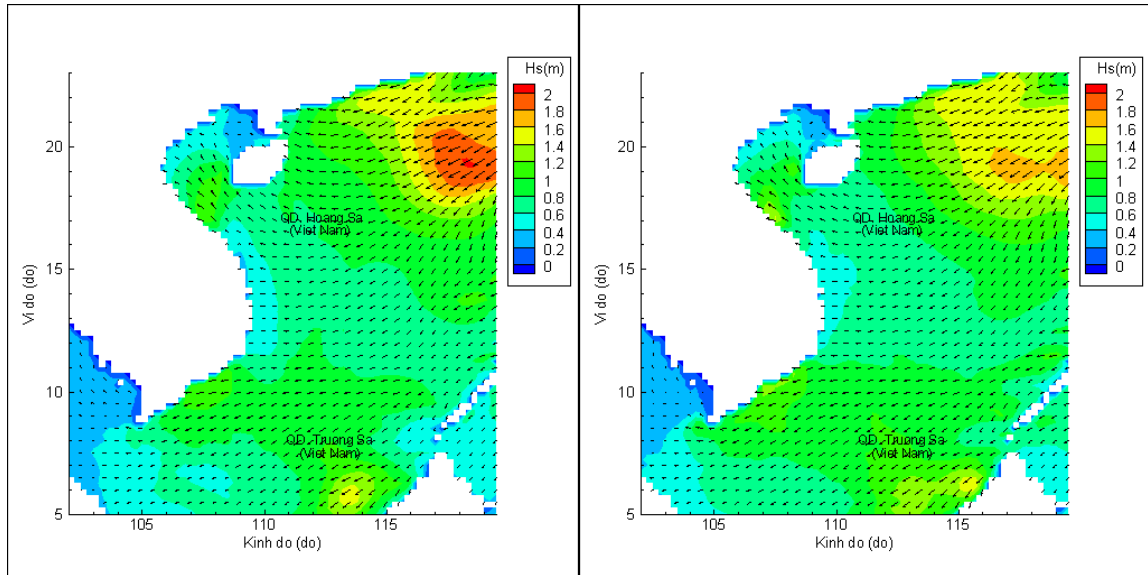 Hs(m)
2
1.8
1.6
1.4
1.2
1
0.8
0.6
0.4
0.2
0
20
15
10
5
Vi do (do)
QD. Hoang Sa
(Viet Nam)
QD. Truong Sa
(Viet Nam)
105
110
115
Kinh do (do)
Hs(m)
2
1.8
1.6
1.4
1.2
1
0.8
0.6
0.4
0.2
0
20
15
10
5
Vi do (do)
QD. Hoang Sa
(Viet Nam)
QD. Truong Sa
(Viet Nam)
105
110
115
Kinh do (do)